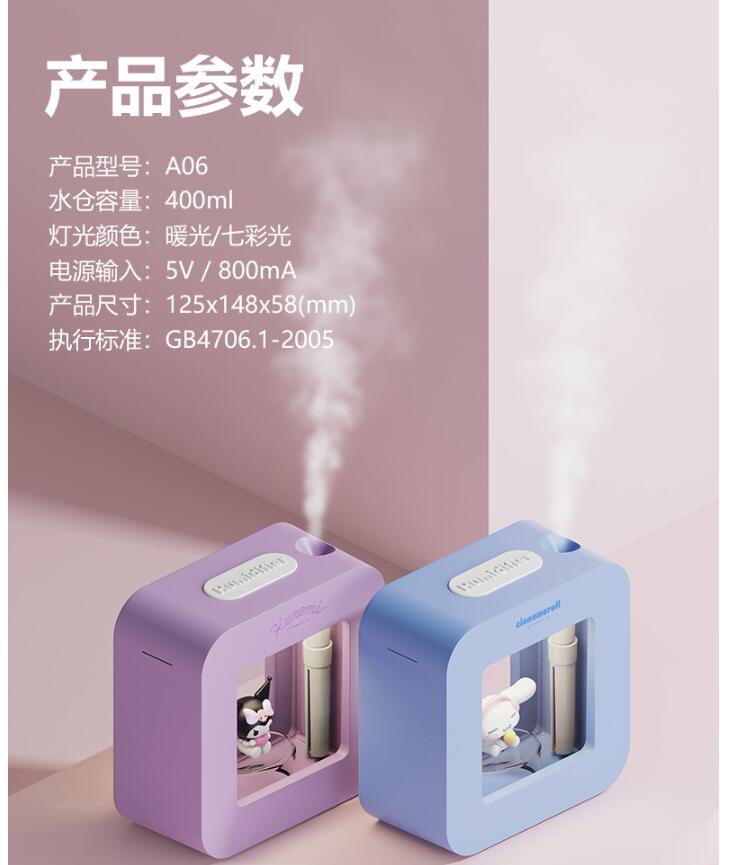 产品参数
产品型号：A06
水仓容量：400ml
灯光颜色：暖光/七彩光
电源输入：5V / 800mA
产品尺寸：125x148x58(mm)
执行标准：GB4706.1-2005
Humidifier
Humidifier
Kuromi
cinnamoroll